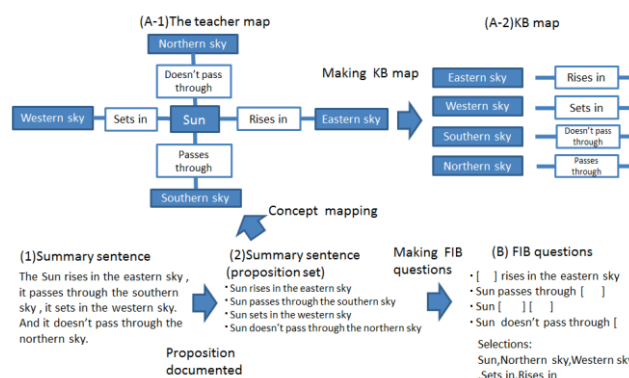 (A-1)The teacher map
Northern sky
Doesn't pass
through
Western sky
Sets in
Sun
Rises in
Eastern sky
Passes
through
Southern sky
Making KB map
(A-2)KB map
Eastern sky
Rises in
Western sky
Sets in
Southern sky
Doesn't pass
through
Northern sky
Passes
through
Concept mapping
(1)Summary sentence
The Sun rises in the eastern sky ,
it passes through the southern
sky , it sets in the western sky.
And it doesn't pass through the
northern sky.
Proposition
documented
(2)Summary sentence
(proposition set)
・Sun rises in the eastern sky
・Sun passes through the southern sky
・Sun sets in the western sky
・Sun doesn't pass through the northern sky
Making FIB
questions
(B) FIB questions
・[ ] rises in the eastern sky
・Sun passes through [ ]
・Sun [ ] [ ]
・Sun doesn't pass through [
Selections:
Sun,Northern sky,Western sky
,Sets in,Rises in